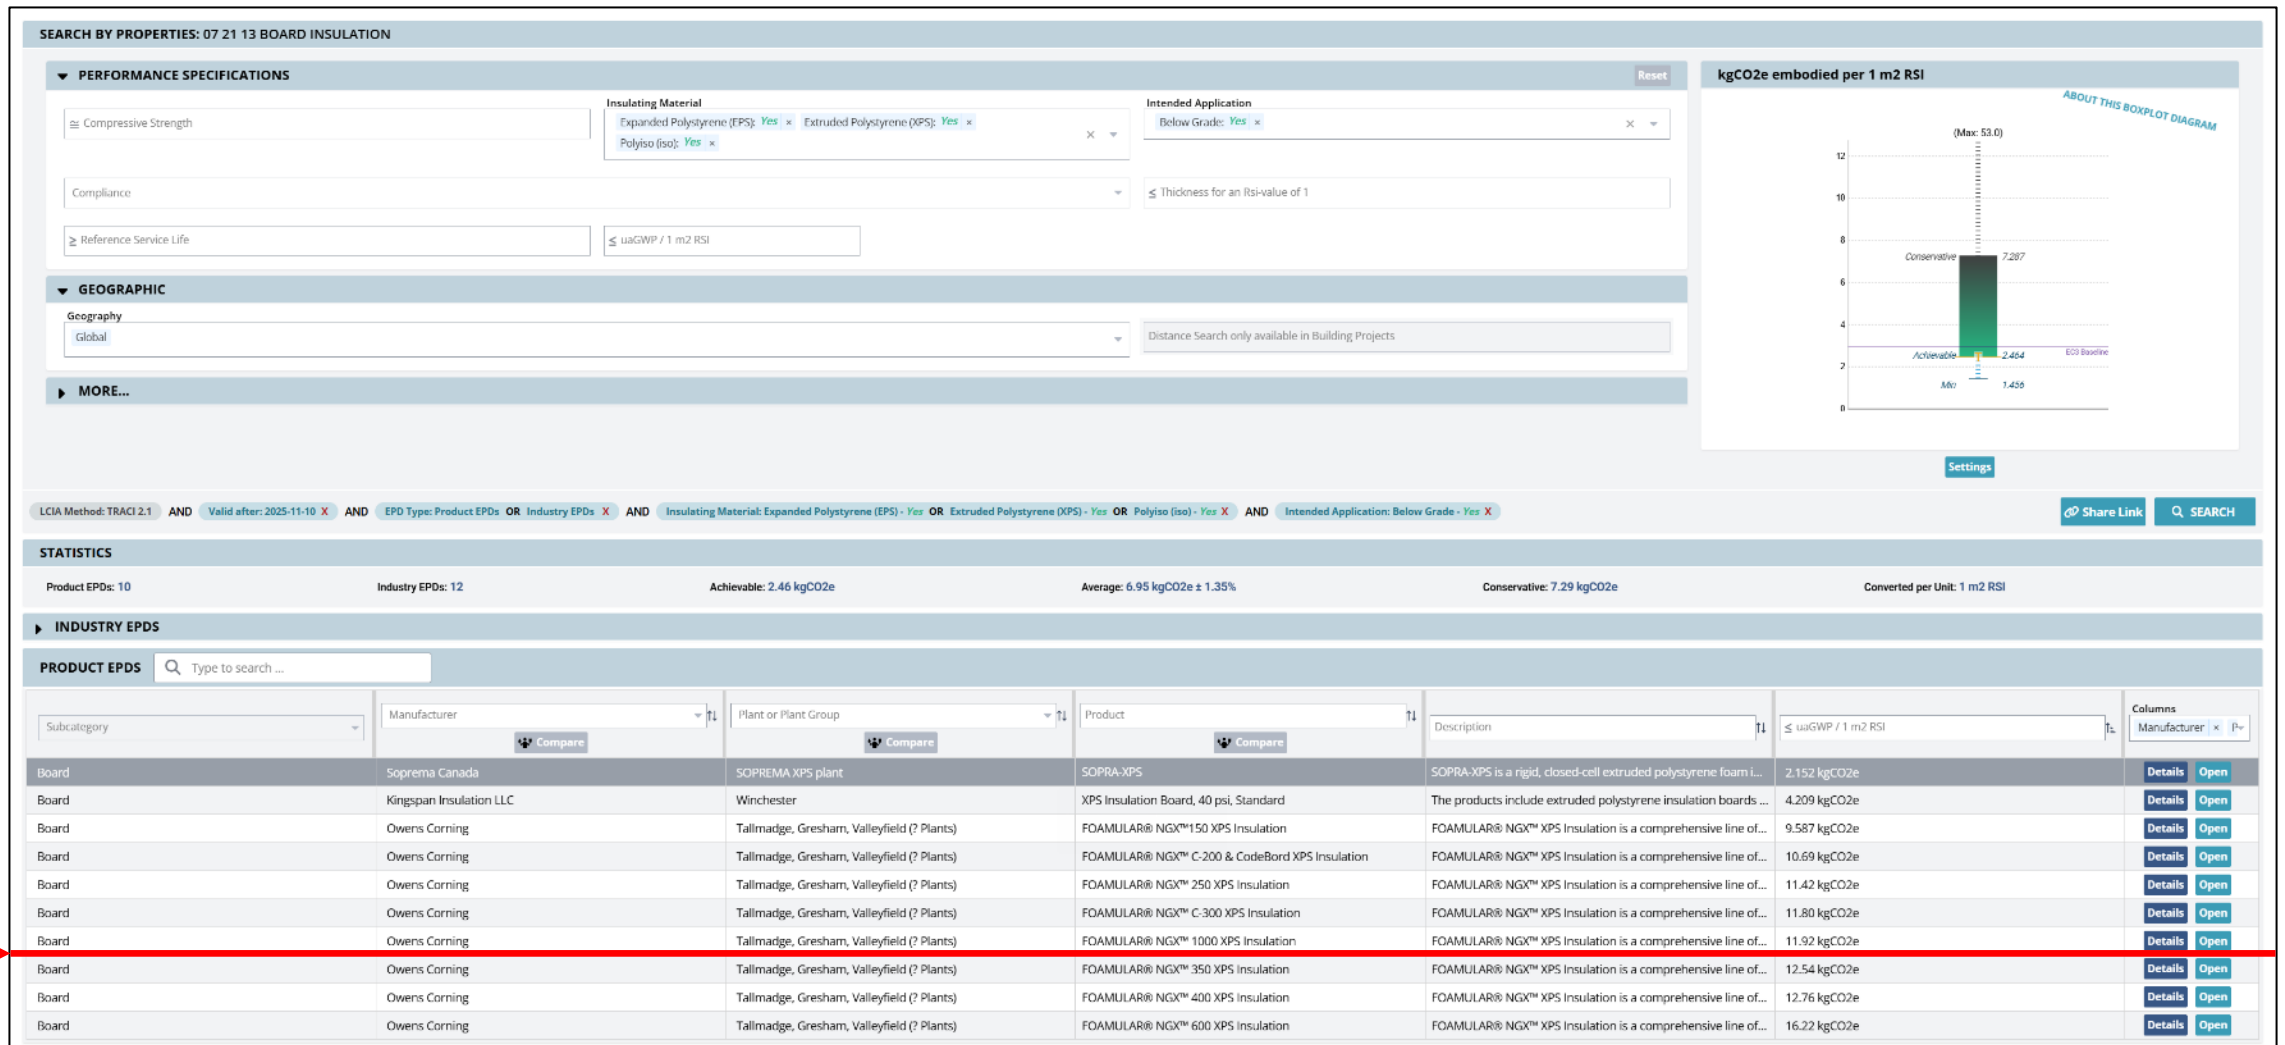 SEARCH BY PROPERTIES: 07 21 13 BOARD INSULATION
PERFORMANCE SPECIFICATIONS
Reset
≅ Compressive Strength
Insulating Material
Expanded Polystyrene (EPS): Yes × Extruded Polystyrene (XPS): Yes ×
Polyiso (iso): Yes ×
Intended Application
Below Grade: Yes ×
Compliance
≤ Thickness for an Rsi-value of 1
≥ Reference Service Life
≤ uaGWP / 1 m2 RSI
GEOGRAPHIC
Geography
Global
Distance Search only available in Building Projects
MORE...
kgCO2e embodied per 1 m2 RSI
ABOUT THIS BOXPLOT DIAGRAM
(Max: 53.0)
12
10
8
Conservative 7.287
6
4
EC3 Baseline
Achievable 2.464
2
Min 1.456
0
Settings
LCIA Method: TRACI 2.1 AND Valid after: 2025-11-10 X AND EPD Type: Product EPDs OR Industry EPDs X AND Insulating Material: Expanded Polystyrene (EPS) - Yes OR Extruded Polystyrene (XPS) - Yes OR Polyiso (iso) - Yes X AND Intended Application: Below Grade - Yes X
Share Link SEARCH
STATISTICS
Product EPDs: 10 Industry EPDs: 12 Achievable: 2.46 kgCO2e Average: 6.95 kgCO2e ± 1.35% Conservative: 7.29 kgCO2e Converted per Unit: 1 m2 RSI
INDUSTRY EPDS
PRODUCT EPDS Type to search ...
Subcategory
Manufacturer
Compare
Plant or Plant Group
Compare
Product
Compare
Description
≤ uaGWP / 1 m2 RSI
Columns
Manufacturer ×
Board Soprema Canada SOPREMA XPS plant SOPRA-XPS SOPRA-XPS is a rigid, closed-cell extruded polystyrene foam i... 2.152 kgCO2e Details Open
Board Kingspan Insulation LLC Winchester XPS Insulation Board, 40 psi, Standard The products include extruded polystyrene insulation boards ... 4.209 kgCO2e Details Open
Board Owens Corning Tallmadge, Gresham, Valleyfield (? Plants) FOAMULAR® NGX™150 XPS Insulation FOAMULAR® NGX™ XPS Insulation is a comprehensive line of... 9.587 kgCO2e Details Open
Board Owens Corning Tallmadge, Gresham, Valleyfield (? Plants) FOAMULAR® NGX™ C-200 & CodeBord XPS Insulation FOAMULAR® NGX™ XPS Insulation is a comprehensive line of... 10.69 kgCO2e Details Open
Board Owens Corning Tallmadge, Gresham, Valleyfield (? Plants) FOAMULAR® NGX™ 250 XPS Insulation FOAMULAR® NGX™ XPS Insulation is a comprehensive line of... 11.42 kgCO2e Details Open
Board Owens Corning Tallmadge, Gresham, Valleyfield (? Plants) FOAMULAR® NGX™ C-300 XPS Insulation FOAMULAR® NGX™ XPS Insulation is a comprehensive line of... 11.80 kgCO2e Details Open
Board Owens Corning Tallmadge, Gresham, Valleyfield (? Plants) FOAMULAR® NGX™ 1000 XPS Insulation FOAMULAR® NGX™ XPS Insulation is a comprehensive line of... 11.92 kgCO2e Details Open
Board Owens Corning Tallmadge, Gresham, Valleyfield (? Plants) FOAMULAR® NGX™ 350 XPS Insulation FOAMULAR® NGX™ XPS Insulation is a comprehensive line of... 12.54 kgCO2e Details Open
Board Owens Corning Tallmadge, Gresham, Valleyfield (? Plants) FOAMULAR® NGX™ 400 XPS Insulation FOAMULAR® NGX™ XPS Insulation is a comprehensive line of... 12.76 kgCO2e Details Open
Board Owens Corning Tallmadge, Gresham, Valleyfield (? Plants) FOAMULAR® NGX™ 600 XPS Insulation FOAMULAR® NGX™ XPS Insulation is a comprehensive line of... 16.22 kgCO2e Details Open